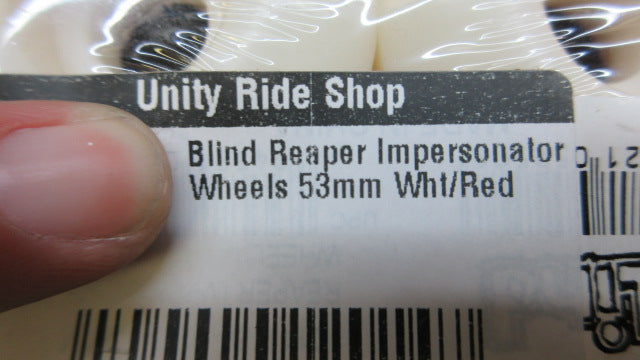 Unity Ride Shop
Blind Reaper Impersonator
Wheels 53mm Wht/Red